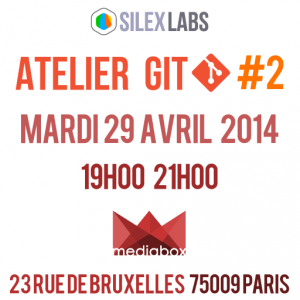 SILEX LABS
ATELIER GIT #2
MARDI 29 AVRIL 2014
19H00 21H00
mediabox
23 RUE DE BRUXELLES 75009 PARIS